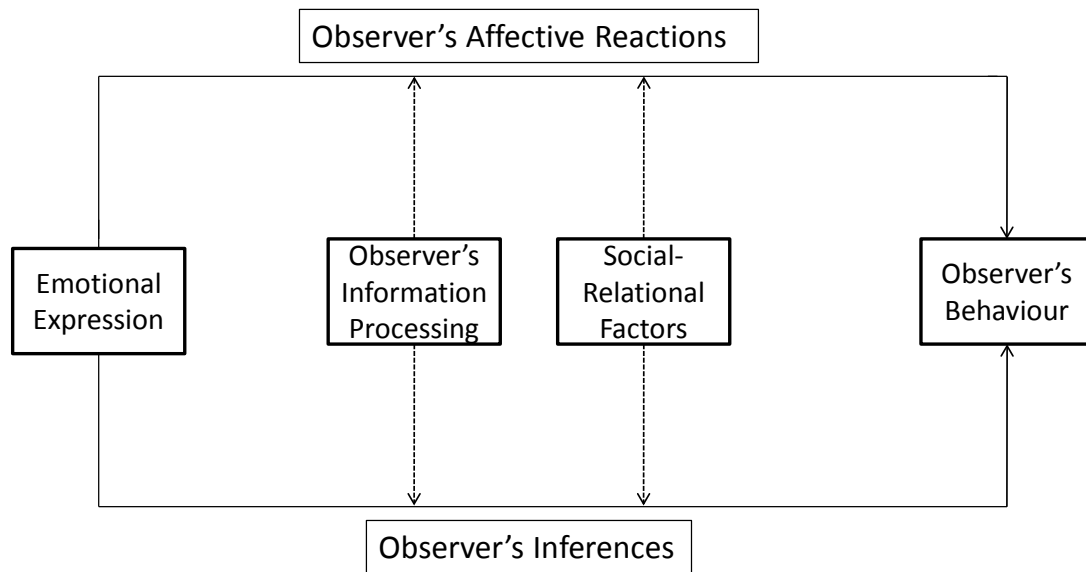 Observer's Affective Reactions
Emotional
Expression
Observer's
Information
Processing
Social-
Relational
Factors
Observer's
Behaviour
Observer's Inferences